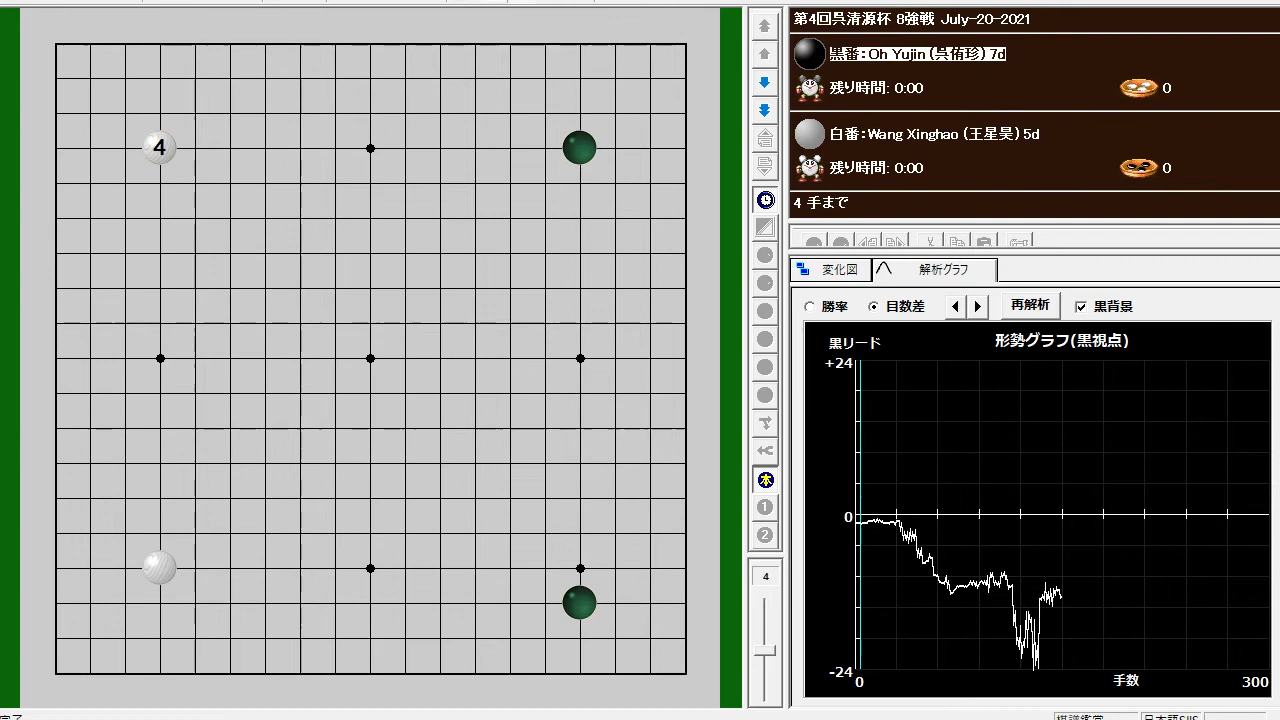 4
第4回呉清源杯 8強戦 July-20-2021
黒番：Oh Yujin (呉侑珍) 7d
残り時間: 0:00 0
白番：Wang Xinghao (王星昊) 5d
残り時間: 0:00 0
4 手まで
変化図 解析グラフ
勝率 目数差 再解析 黒背景
黒リード 形勢グラフ(黒視点)
+24
0
-24
0 手数 300
1
2
4